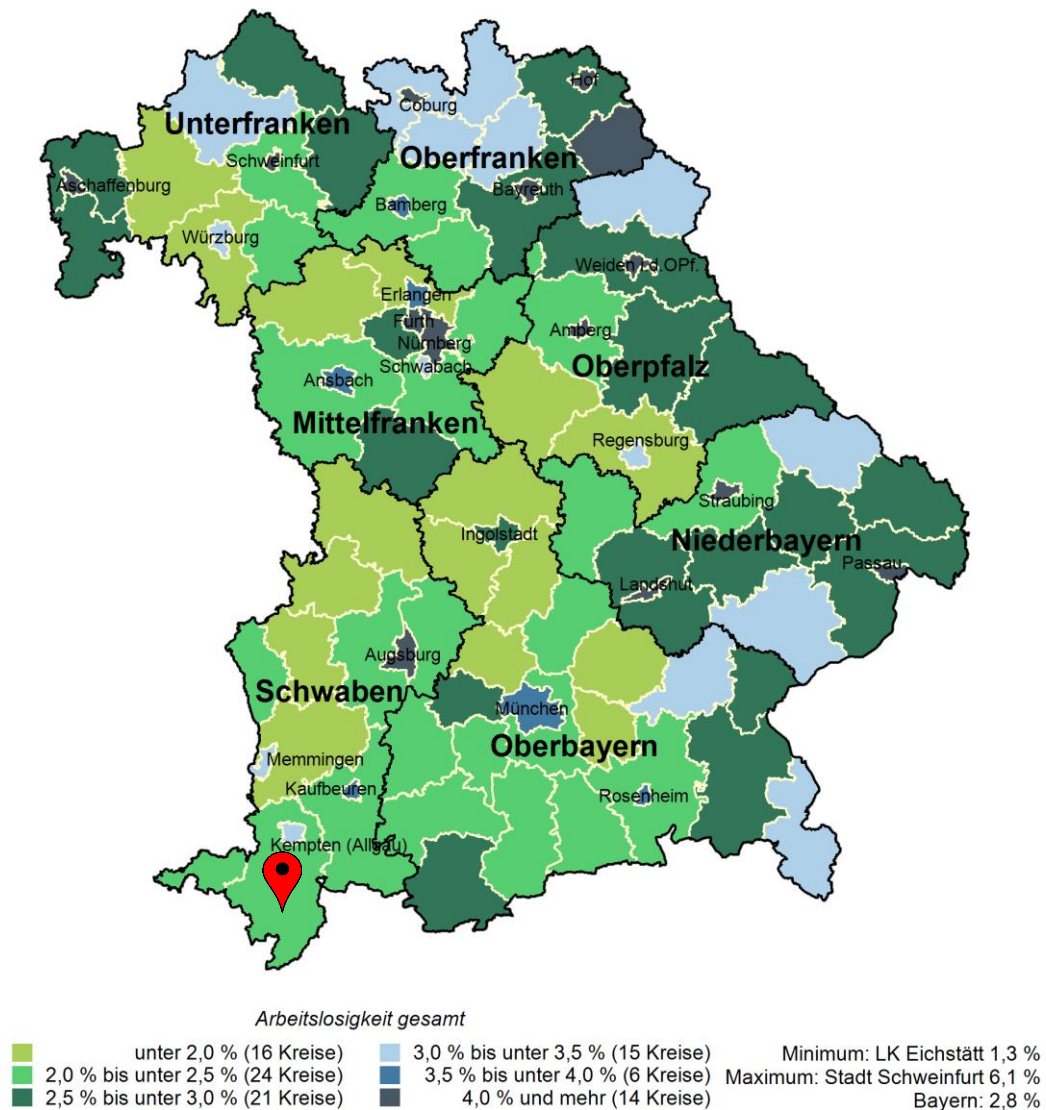 Hof
Coburg
Unterfranken
Oberfranken
Schweinfurt
Aschaffenburg
Bayreuth
Bamberg
Würzburg
Weiden i.d.OPf.
Erlangen
Fürth
Amberg
Nürnberg
Schwabach
Oberpfalz
Ansbach
Mittelfranken
Regensburg
Straubing
Ingolstadt
Niederbayern
Passau
Landshut
Augsburg
Schwaben
München
Oberbayern
Memmingen
Kaufbeuren
Rosenheim
Kempten (Allgäu)
Arbeitslosigkeit gesamt
unter 2,0 % (16 Kreise)
2,0 % bis unter 2,5 % (24 Kreise)
2,5 % bis unter 3,0 % (21 Kreise)
3,0 % bis unter 3,5 % (15 Kreise)
3,5 % bis unter 4,0 % (6 Kreise)
4,0 % und mehr (14 Kreise)
Minimum: LK Eichstätt 1,3 %
Maximum: Stadt Schweinfurt 6,1 %
Bayern: 2,8 %